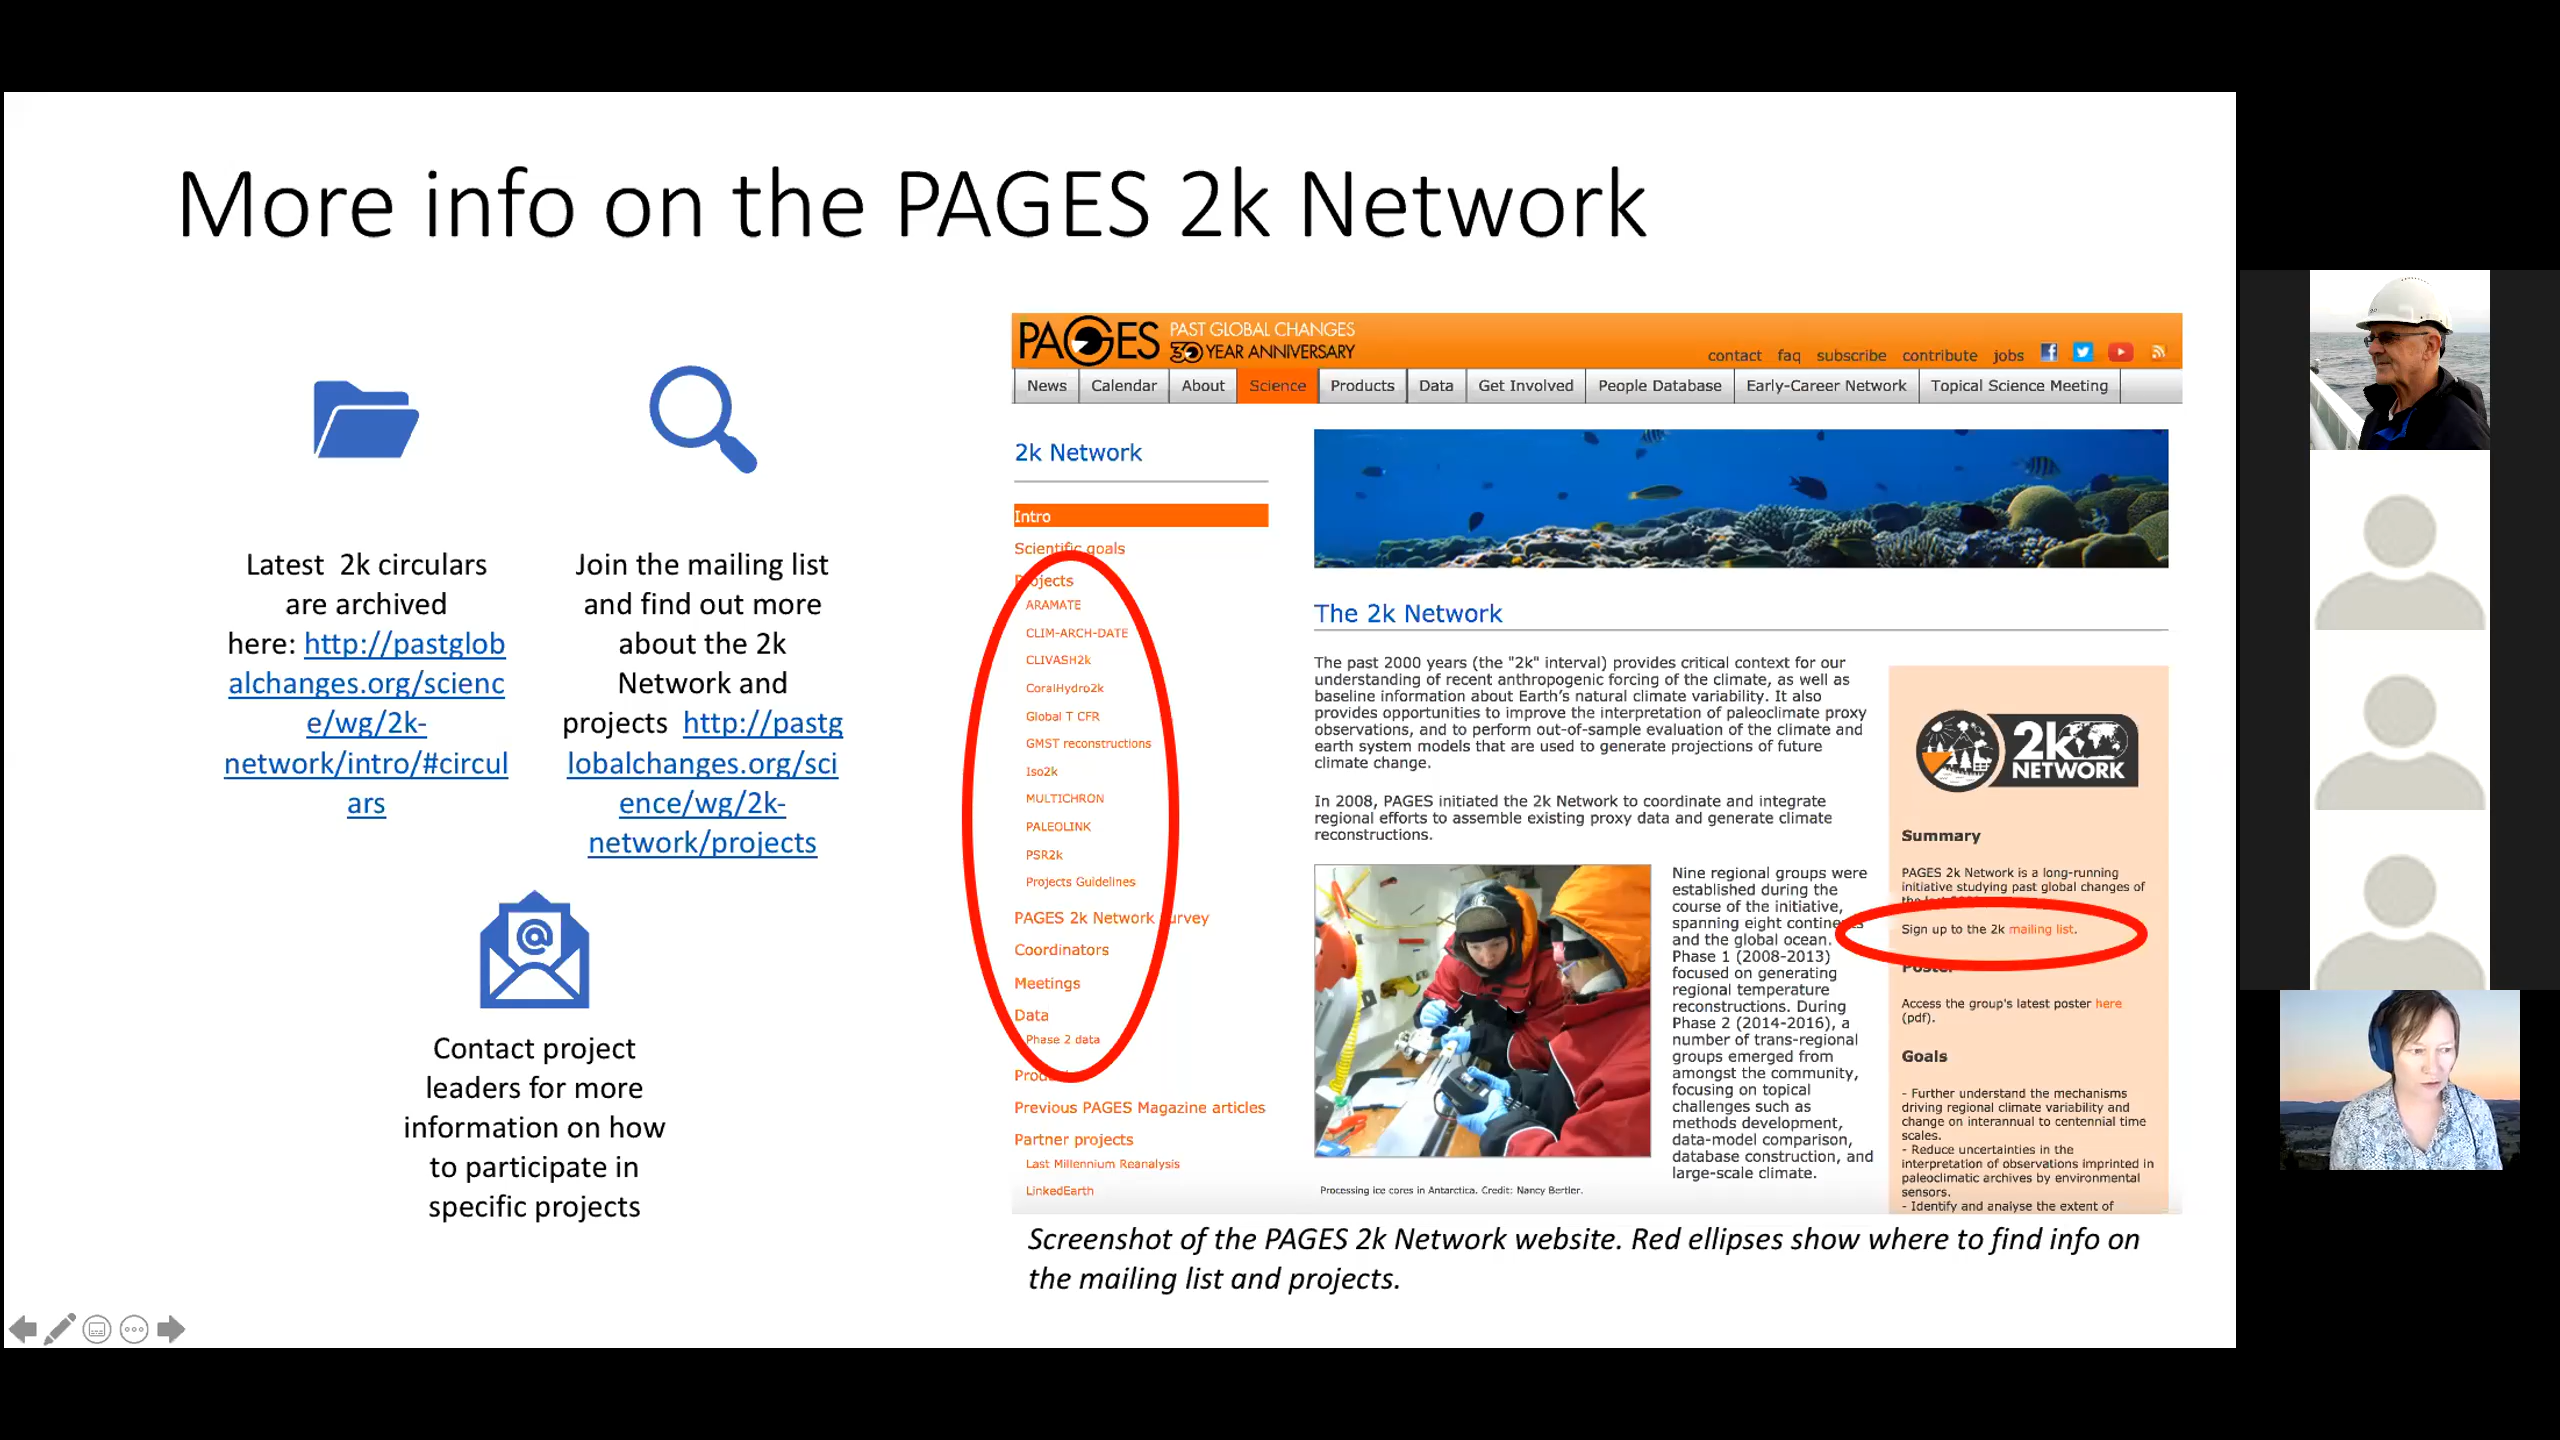 More info on the PAGES 2k Network
Latest 2k circulars
are archived
here: http://pastglob
alchanges.org/scienc
e/wg/2k-
network/intro/#circul
ars
Join the mailing list
and find out more
about the 2k
Network and
projects http://pastg
lobalchanges.org/sci
ence/wg/2k-
network/projects
@
Contact project
leaders for more
information on how
to participate in
specific projects
PAGES PAST GLOBAL CHANGES
30 YEAR ANNIVERSARY
contact faq subscribe contribute jobs
News Calendar About Science Products Data Get Involved People Database Early-Career Network Topical Science Meeting
2k Network
Intro
Scientific goals
Projects
ARAMATE
CLIM-ARCH-DATE
CLIVASH2k
CoralHydro2k
Global T CFR
GMST reconstructions
Iso2k
MULTICHRON
PALEOLINK
PSR2k
Projects Guidelines
PAGES 2k Network
Coordinators
Meetings
Data
Phase 2 data
Previous PAGES Magazine articles
Partner projects
Last Millennium Reanalysis
LinkedEarth
The 2k Network
The past 2000 years (the "2k" interval) provides critical context for our
understanding of recent anthropogenic forcing of the climate, as well as
baseline information about Earth's natural climate variability. It also
provides opportunities to improve the interpretation of paleoclimate proxy
observations, and to perform out-of-sample evaluation of the climate and
earth system models that are used to generate projections of future
climate change.
In 2008, PAGES initiated the 2k Network to coordinate and integrate
regional efforts to assemble existing proxy data and generate climate
reconstructions.
Nine regional groups were
established during the
course of the initiative,
spanning eight continents
and the global ocean.
Phase 1 (2008-2013)
focused on generating
regional temperature
reconstructions. During
Phase 2 (2014-2016), a
number of trans-regional
groups emerged from
amongst the community,
focusing on topical
challenges such as
methods development,
data-model comparison,
database construction, and
large-scale climate.
Processing ice cores in Antarctica. Credit: Nancy Bertler.
2k
NETWORK
Summary
PAGES 2k Network is a long-running
initiative studying past global changes of
Sign up to the 2k mailing list.
Poster
Access the group's latest poster here
(pdf).
Goals
- Further understand the mechanisms
driving regional climate variability and
change on interannual to centennial time
scales.
- Reduce uncertainties in the
interpretation of observations imprinted in
paleoclimatic archives by environmental
sensors.
- Identify and analyse the extent of
Screenshot of the PAGES 2k Network website. Red ellipses show where to find info on
the mailing list and projects.